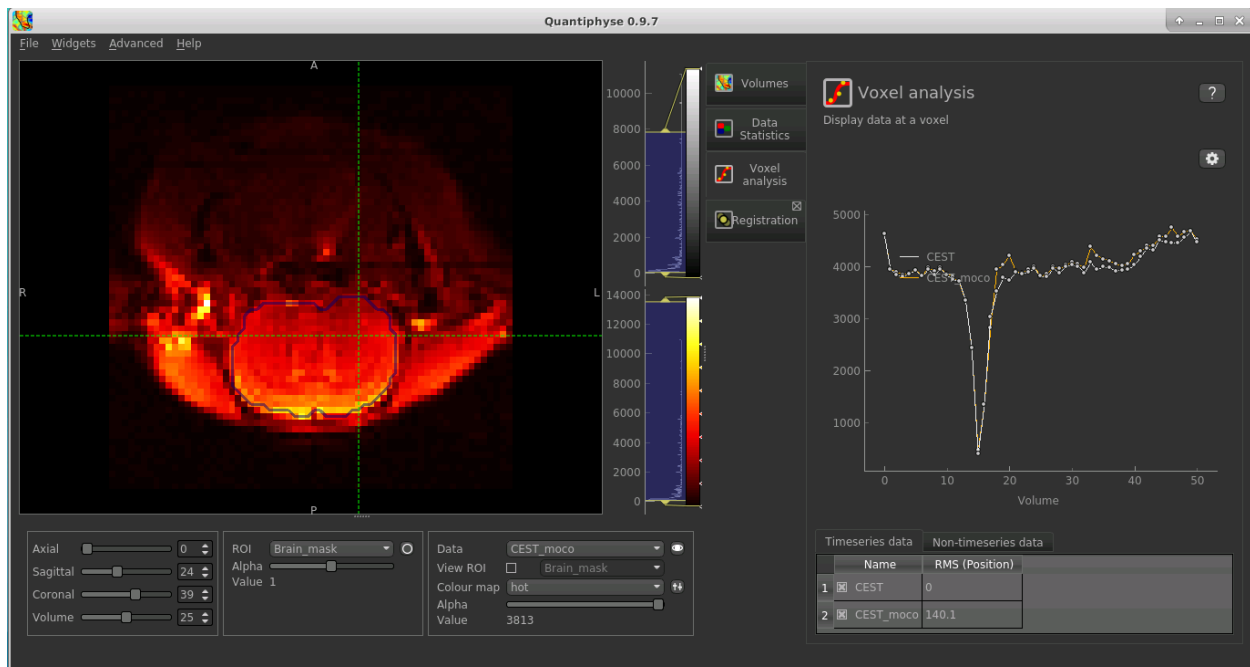 Quantiphyse 0.9.7
File Widgets Advanced Help
A
R
L
P
10000
8000
6000
4000
2000
0
14000
12000
10000
8000
6000
4000
2000
0
Volumes
Data
Statistics
Voxel
analysis
Registration
Voxel analysis
?
Display data at a voxel
5000
4000
3000
2000
1000
CEST
CEST_moco
0 10 20 30 40 50
Volume
Axial 0
Sagittal 24
Coronal 39
Volume 25
ROI Brain_mask
Alpha
Value 1
Data CEST_moco
View ROI Brain_mask
Colour map hot
Alpha
Value 3813
Timeseries data Non-timeseries data
Name RMS (Position)
1 CEST 0
2 CEST_moco 140.1